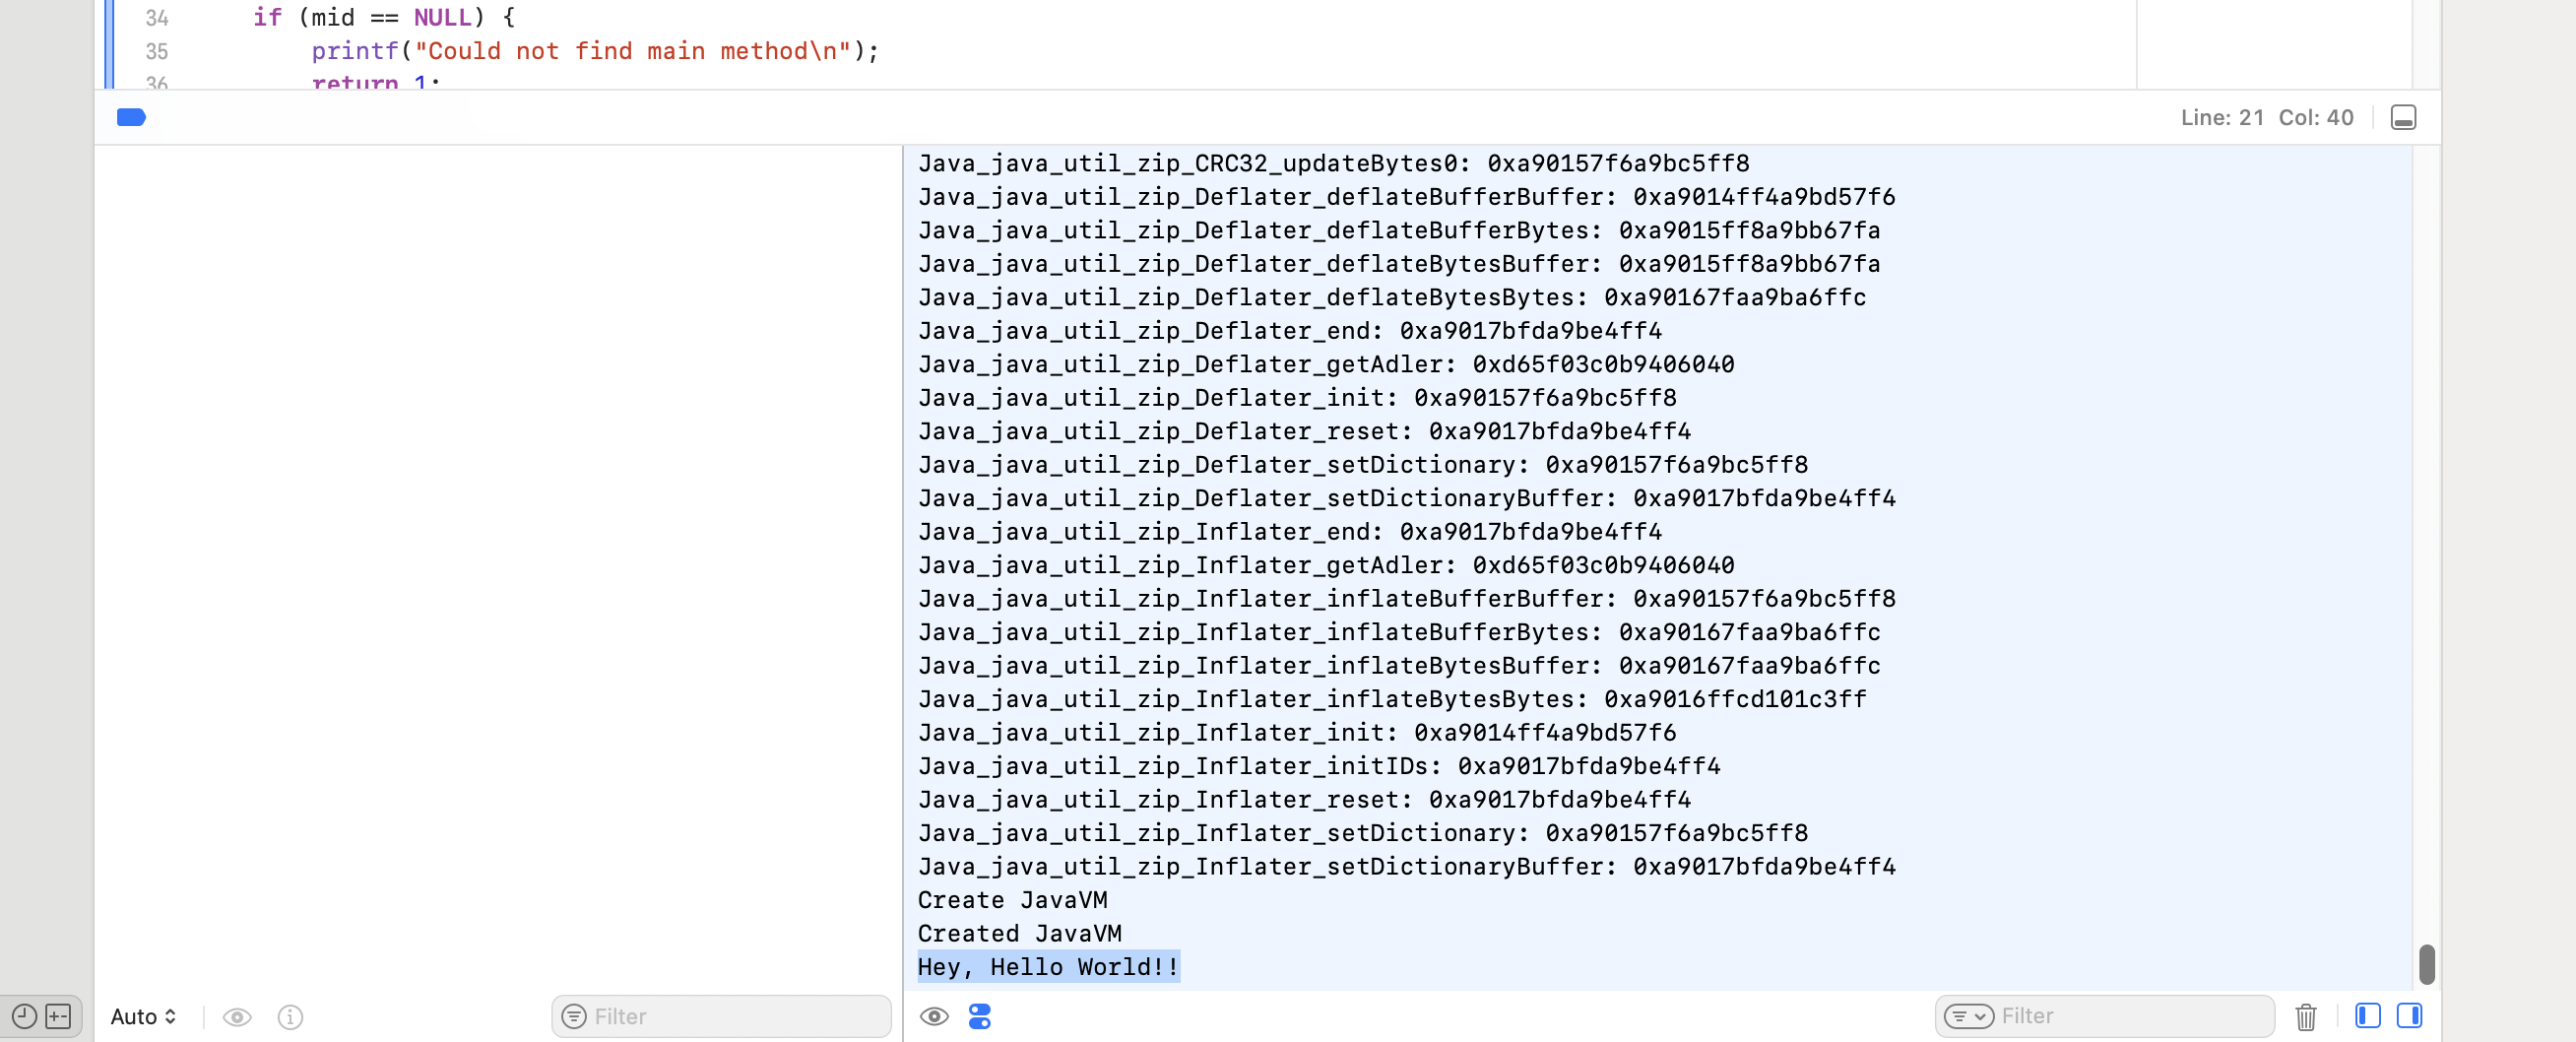 34 if (mid == NULL) {
35 printf("Could not find main method\n");
36 return 1;
Line: 21 Col: 40
Java_java_util_zip_CRC32_updateBytes0: 0xa90157f6a9bc5ff8
Java_java_util_zip_Deflater_deflateBufferBuffer: 0xa9014ff4a9bd57f6
Java_java_util_zip_Deflater_deflateBufferBytes: 0xa9015ff8a9bb67fa
Java_java_util_zip_Deflater_deflateBytesBuffer: 0xa9015ff8a9bb67fa
Java_java_util_zip_Deflater_deflateBytesBytes: 0xa90167faa9ba6ffc
Java_java_util_zip_Deflater_end: 0xa9017bfda9be4ff4
Java_java_util_zip_Deflater_getAdler: 0xd65f03c0b9406040
Java_java_util_zip_Deflater_init: 0xa90157f6a9bc5ff8
Java_java_util_zip_Deflater_reset: 0xa9017bfda9be4ff4
Java_java_util_zip_Deflater_setDictionary: 0xa90157f6a9bc5ff8
Java_java_util_zip_Deflater_setDictionaryBuffer: 0xa9017bfda9be4ff4
Java_java_util_zip_Inflater_end: 0xa9017bfda9be4ff4
Java_java_util_zip_Inflater_getAdler: 0xd65f03c0b9406040
Java_java_util_zip_Inflater_inflateBufferBuffer: 0xa90157f6a9bc5ff8
Java_java_util_zip_Inflater_inflateBufferBytes: 0xa90167faa9ba6ffc
Java_java_util_zip_Inflater_inflateBytesBuffer: 0xa90167faa9ba6ffc
Java_java_util_zip_Inflater_inflateBytesBytes: 0xa9016ffcd101c3ff
Java_java_util_zip_Inflater_init: 0xa9014ff4a9bd57f6
Java_java_util_zip_Inflater_initIDs: 0xa9017bfda9be4ff4
Java_java_util_zip_Inflater_reset: 0xa9017bfda9be4ff4
Java_java_util_zip_Inflater_setDictionary: 0xa90157f6a9bc5ff8
Java_java_util_zip_Inflater_setDictionaryBuffer: 0xa9017bfda9be4ff4
Create JavaVM
Created JavaVM
Hey, Hello World!!
Auto Filter Filter